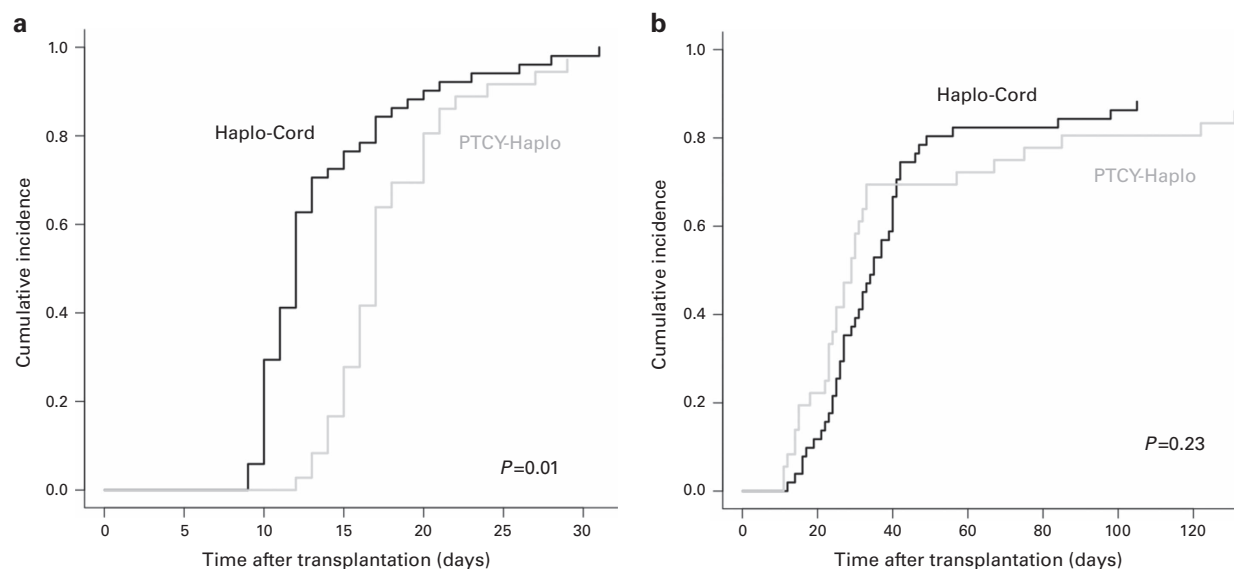 a
1.0
0.8
0.6
0.4
0.2
0.0
Cumulative incidence
Haplo-Cord
PTCY-Haplo
P=0.01
0 5 10 15 20 25 30
Time after transplantation (days)
b
1.0
0.8
0.6
0.4
0.2
0.0
Cumulative incidence
Haplo-Cord
PTCY-Haplo
P=0.23
0 20 40 60 80 100 120
Time after transplantation (days)